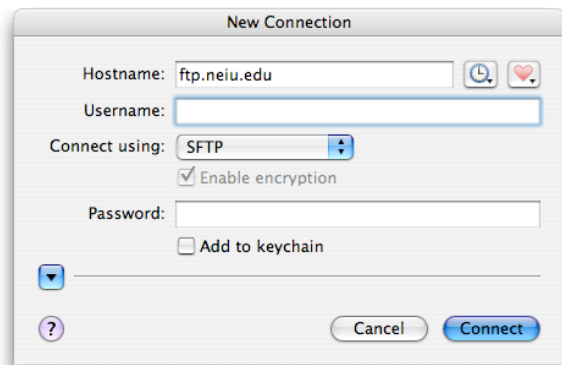 New Connection
Hostname: ftp.neiu.edu
Username:
Connect using: SFTP
Enable encryption
Password:
Add to keychain
? Cancel Connect